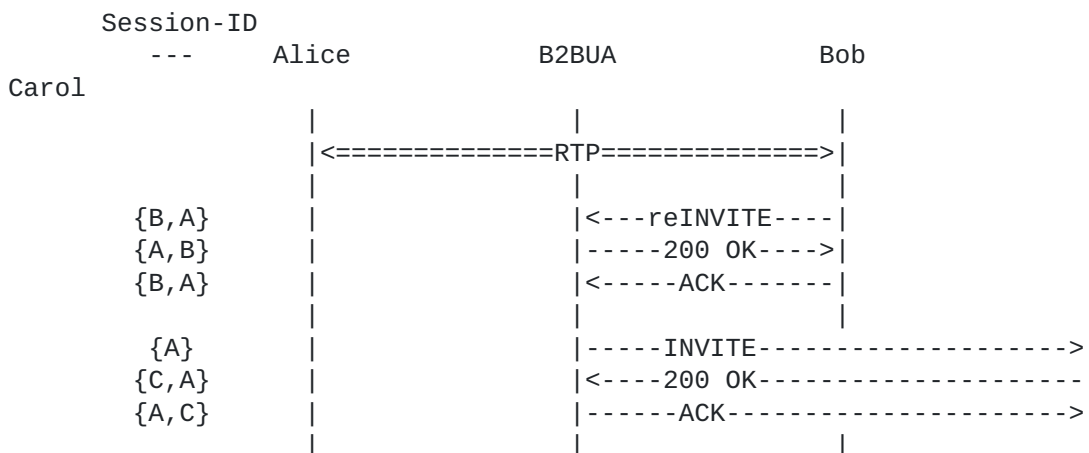 Session-ID
         ---     Alice            B2BUA             Bob
Carol
                   |                |                |
                   |<==============RTP==============>|
                   |                |                |
        {B,A}      |                |<---reINVITE----|
        {A,B}      |                |-----200 OK---->|
        {B,A}      |                |<-----ACK-------|
                   |                |                |
         {A}       |                |-----INVITE------------------->
        {C,A}      |                |<----200 OK--------------------
        {A,C}      |                |------ACK--------------------->
                   |                |                |